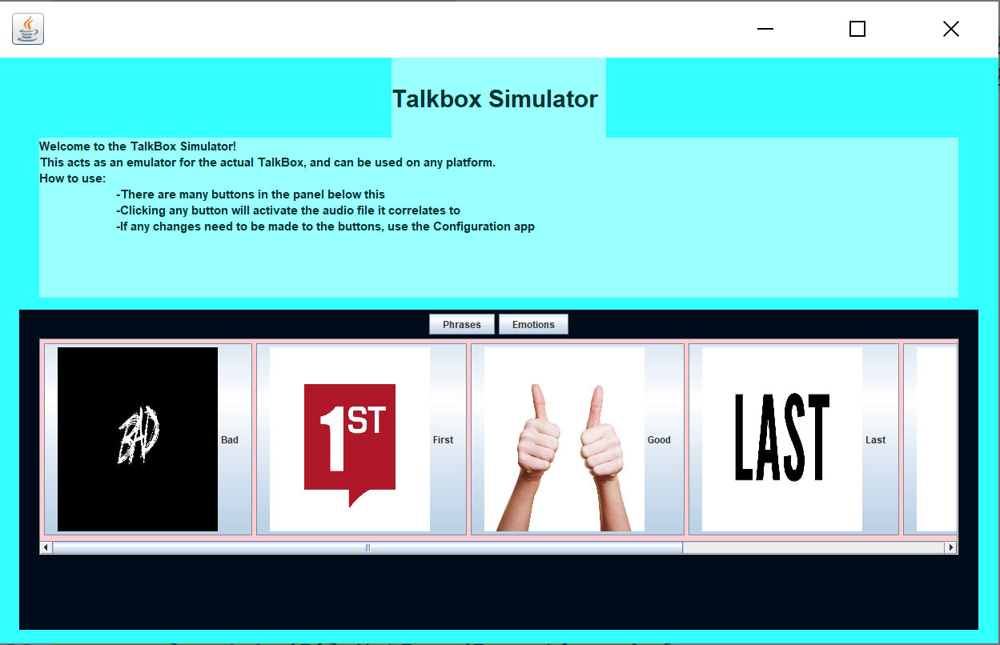 Talkbox Simulator
Welcome to the TalkBox Simulator!
This acts as an emulator for the actual TalkBox, and can be used on any platform.
How to use:
-There are many buttons in the panel below this
-Clicking any button will activate the audio file it correlates to
-If any changes need to be made to the buttons, use the Configuration app
Phrases Emotions
BAD Bad
1ST First
Good
LAST Last